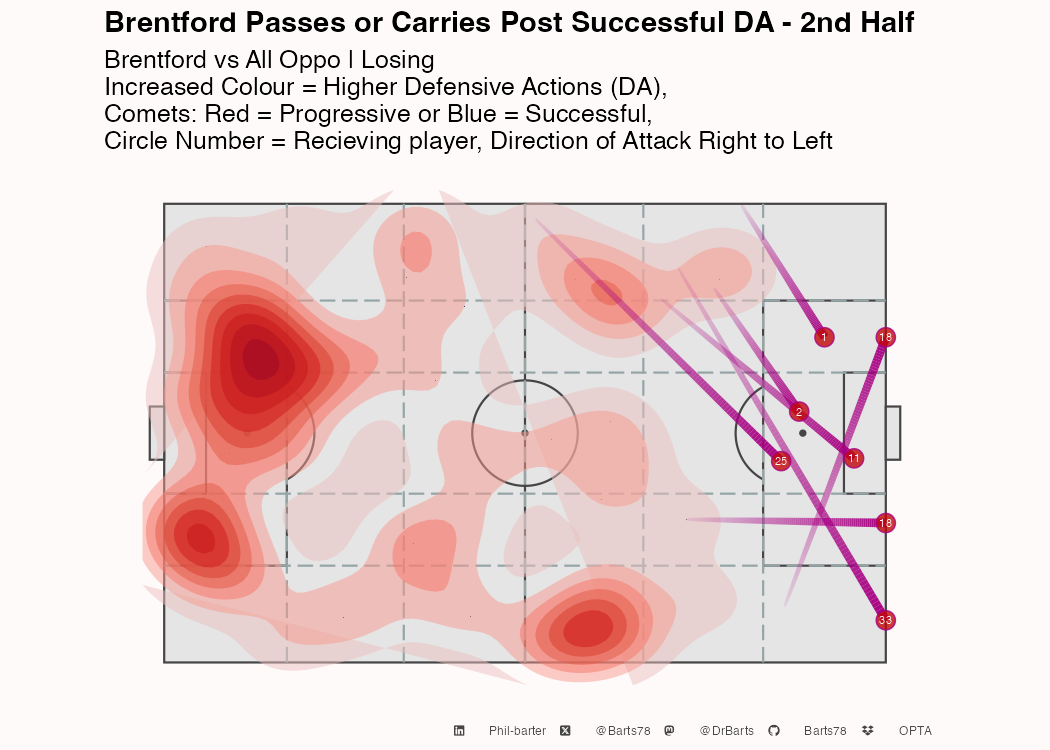 Brentford Passes or Carries Post Successful DA - 2nd Half
Brentford vs All Oppo | Losing
Increased Colour = Higher Defensive Actions (DA),
Comets: Red = Progressive or Blue = Successful,
Circle Number = Recieving player, Direction of Attack Right to Left
1
18
2
11
25
18
33
Phil-barter @Barts78 @DrBarts Barts78 OPTA